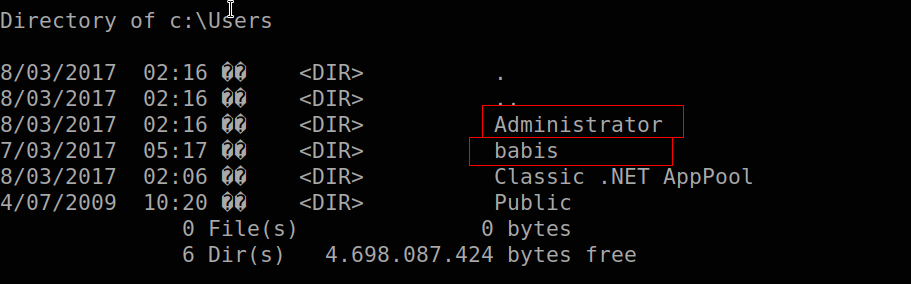 Directory of c:\Users
8/03/2017 02:16 �� <DIR> .
8/03/2017 02:16 �� <DIR> ..
8/03/2017 02:16 �� <DIR> Administrator
7/03/2017 05:17 �� <DIR> babis
8/03/2017 02:06 �� <DIR> Classic .NET AppPool
4/07/2009 10:20 �� <DIR> Public
0 File(s) 0 bytes
6 Dir(s) 4.698.087.424 bytes free